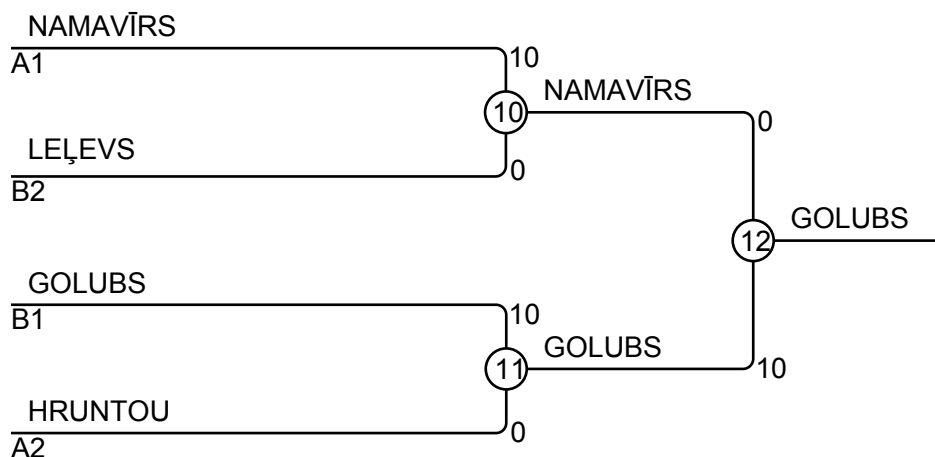 NAMAVĪRS
A1
10
10
NAMAVĪRS
0
LEĻEVS
B2
0
12
GOLUBS
GOLUBS
B1
10
11
GOLUBS
10
HRUNTOU
A2
0